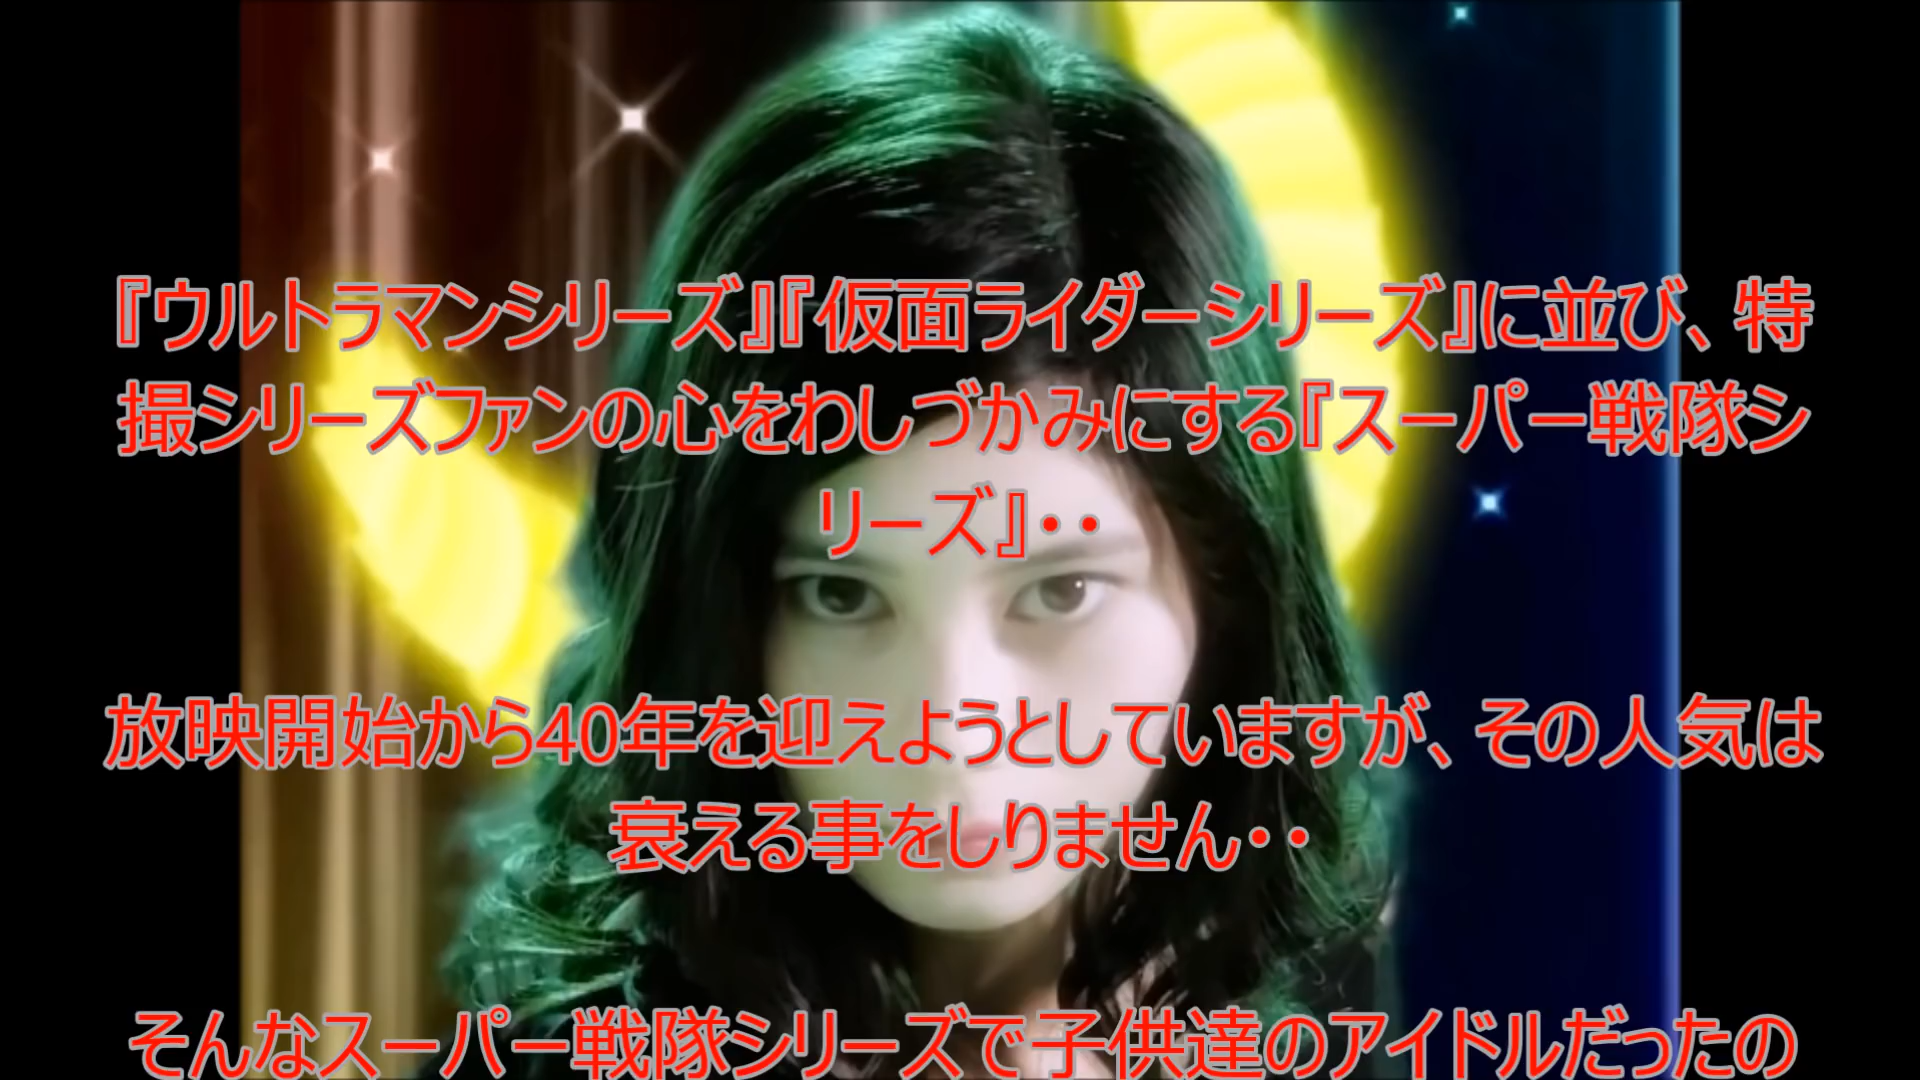 『ウルトラマンシリーズ』『仮面ライダーシリーズ』に並び、特
撮シリーズファンの心をわしづかみにする『スーパー戦隊シ
リーズ』・・
放映開始から40年を迎えようとしていますが、その人気は
衰える事をしりません・・
そんなスーパー戦隊シリーズで子供達のアイドルだったの